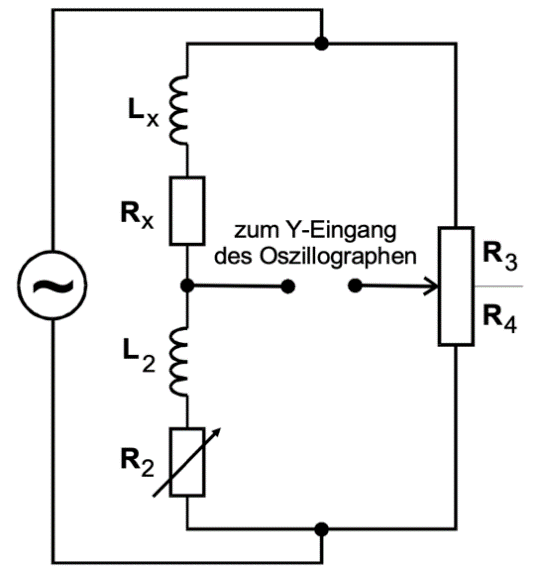 Lx
Rx
zum Y-Eingang
des Oszillographen
R3
R4
L2
R2